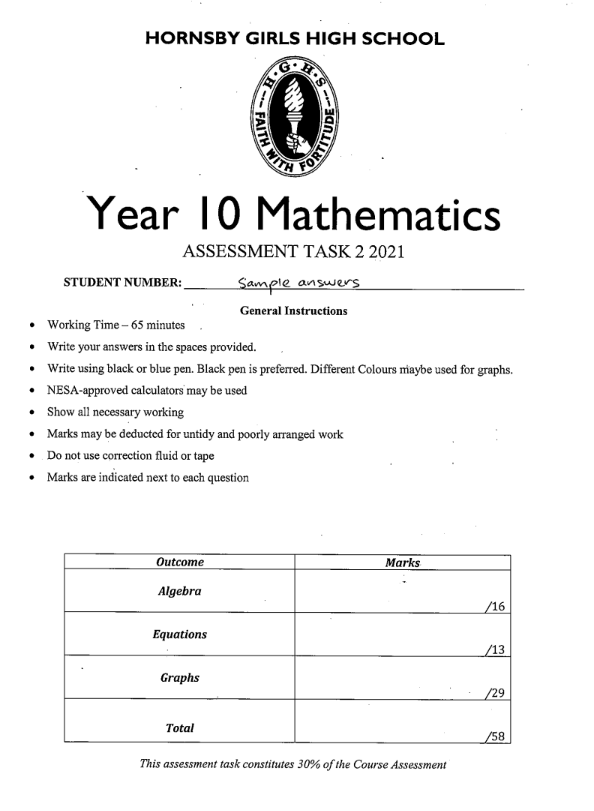 HORNSBY GIRLS HIGH SCHOOL
H·G·H·S
FAITH WITH FORTITUDE
Year 10 Mathematics
ASSESSMENT TASK 2 2021
STUDENT NUMBER: Sample answers
General Instructions
• Working Time – 65 minutes
• Write your answers in the spaces provided.
• Write using black or blue pen. Black pen is preferred. Different Colours maybe used for graphs.
• NESA-approved calculators may be used
• Show all necessary working
• Marks may be deducted for untidy and poorly arranged work
• Do not use correction fluid or tape
• Marks are indicated next to each question
Outcome Marks
Algebra /16
Equations /13
Graphs /29
Total /58
This assessment task constitutes 30% of the Course Assessment